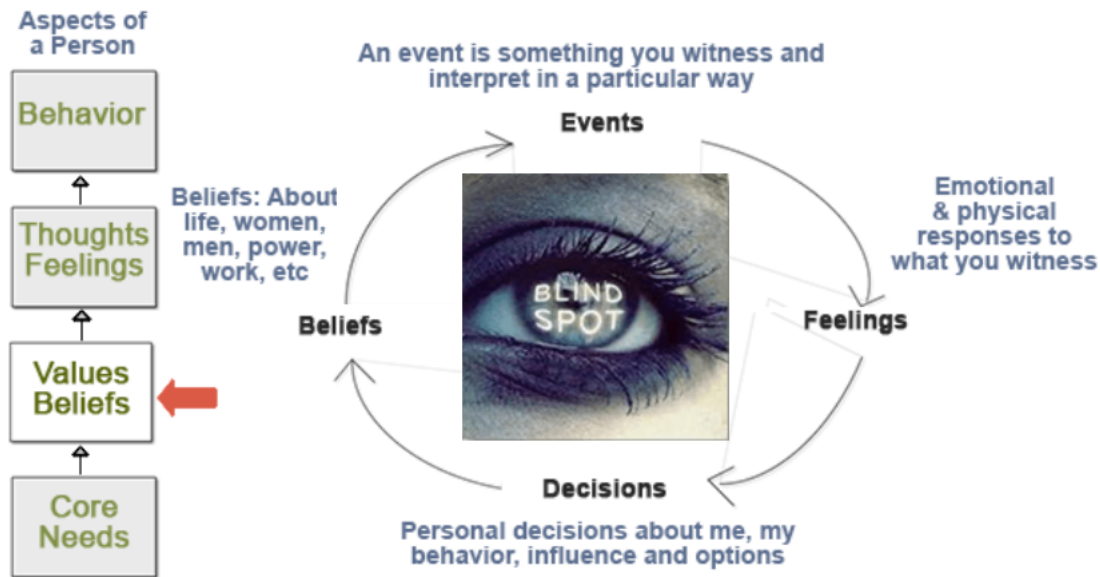 Aspects of
a Person
Behavior
Thoughts
Feelings
Values
Beliefs
Core
Needs
An event is something you witness and
interpret in a particular way
Events
Beliefs: About
life, women,
men, power,
work, etc
Emotional
& physical
responses to
what you witness
BLIND
SPOT
Beliefs
Feelings
Decisions
Personal decisions about me, my
behavior, influence and options